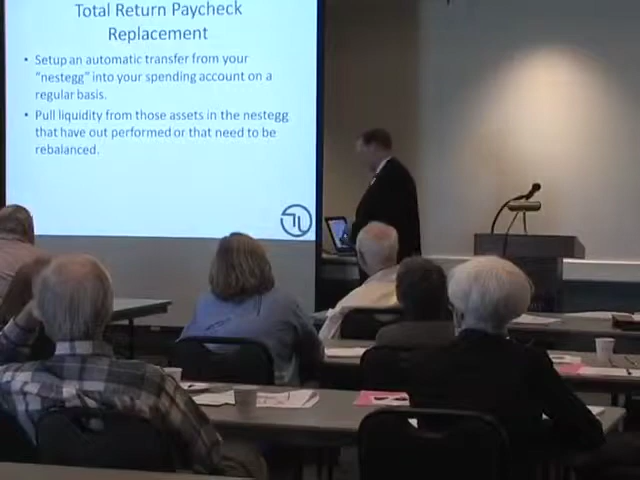 Total Return Paycheck
Replacement
• Setup an automatic transfer from your
"nestegg" into your spending account on a
regular basis.
• Pull liquidity from those assets in the nestegg
that have out performed or that need to be
rebalanced.